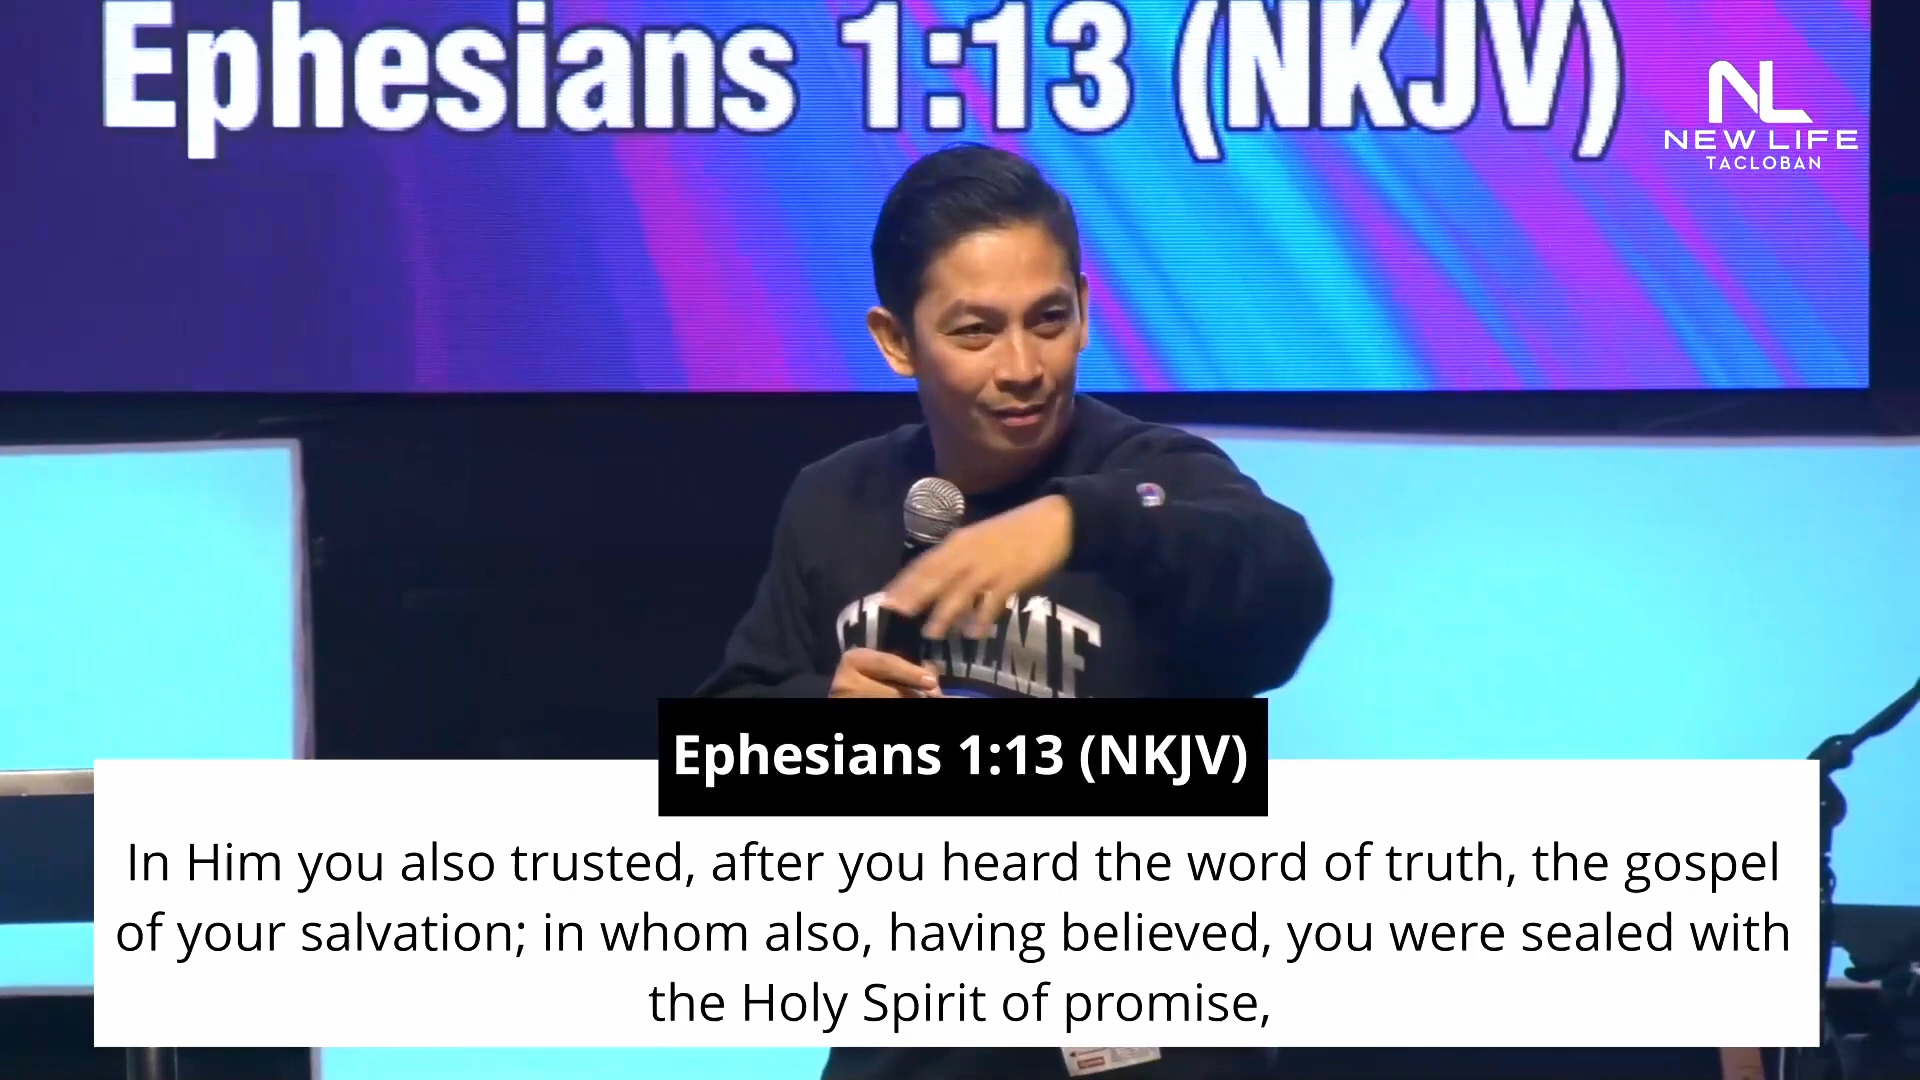 Ephesians 1:13 (NKJV)
NL
NEW LIFE
TACLOBAN
Ephesians 1:13 (NKJV)
In Him you also trusted, after you heard the word of truth, the gospel
of your salvation; in whom also, having believed, you were sealed with
the Holy Spirit of promise,